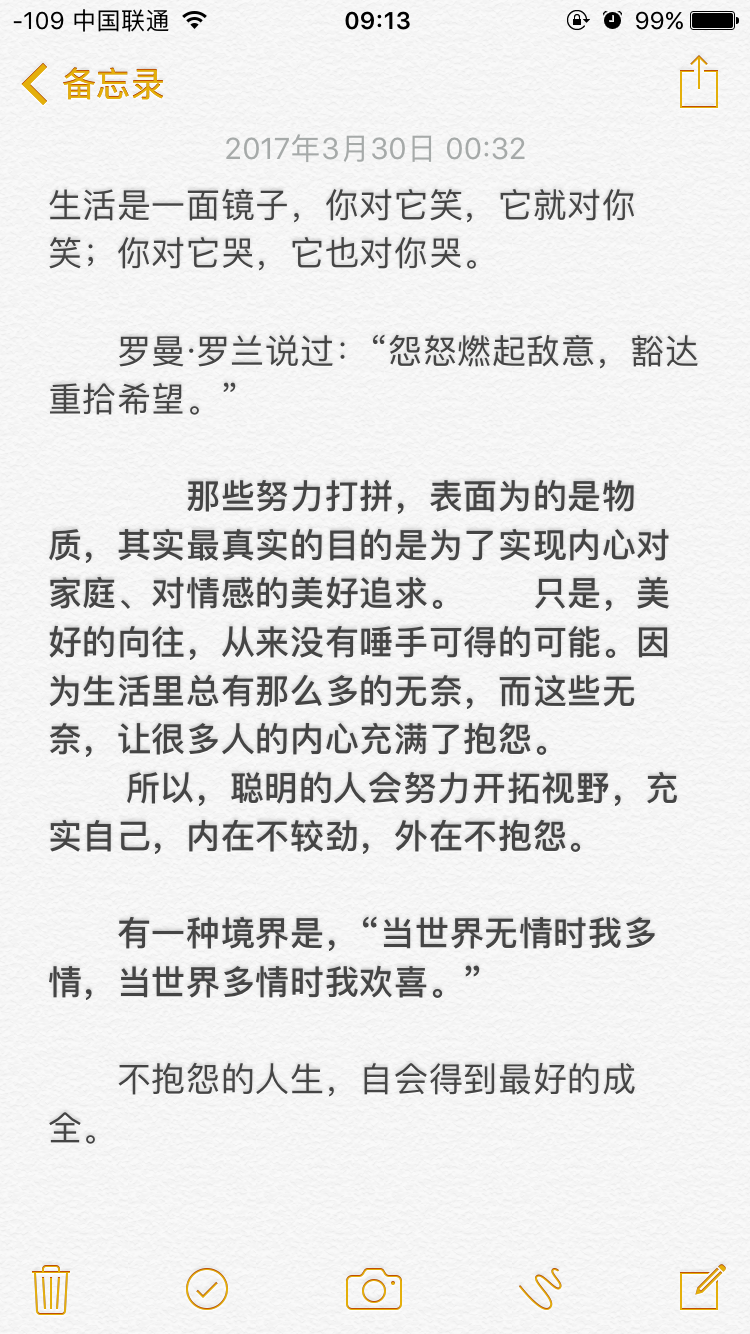 -109 中国联通 09:13 99%
备忘录
2017年3月30日 00:32
生活是一面镜子，你对它笑，它就对你
笑；你对它哭，它也对你哭。
罗曼·罗兰说过：“怨怒燃起敌意，豁达
重拾希望。”
那些努力打拼，表面为的是物
质，其实最真实的目的是为了实现内心对
家庭、对情感的美好追求。 只是，美
好的向往，从来没有唾手可得的可能。因
为生活里总有那么多的无奈，而这些无
奈，让很多人的内心充满了抱怨。
所以，聪明的人会努力开拓视野，充
实自己，内在不较劲，外在不抱怨。
有一种境界是，“当世界无情时我多
情，当世界多情时我欢喜。”
不抱怨的人生，自会得到最好的成
全。